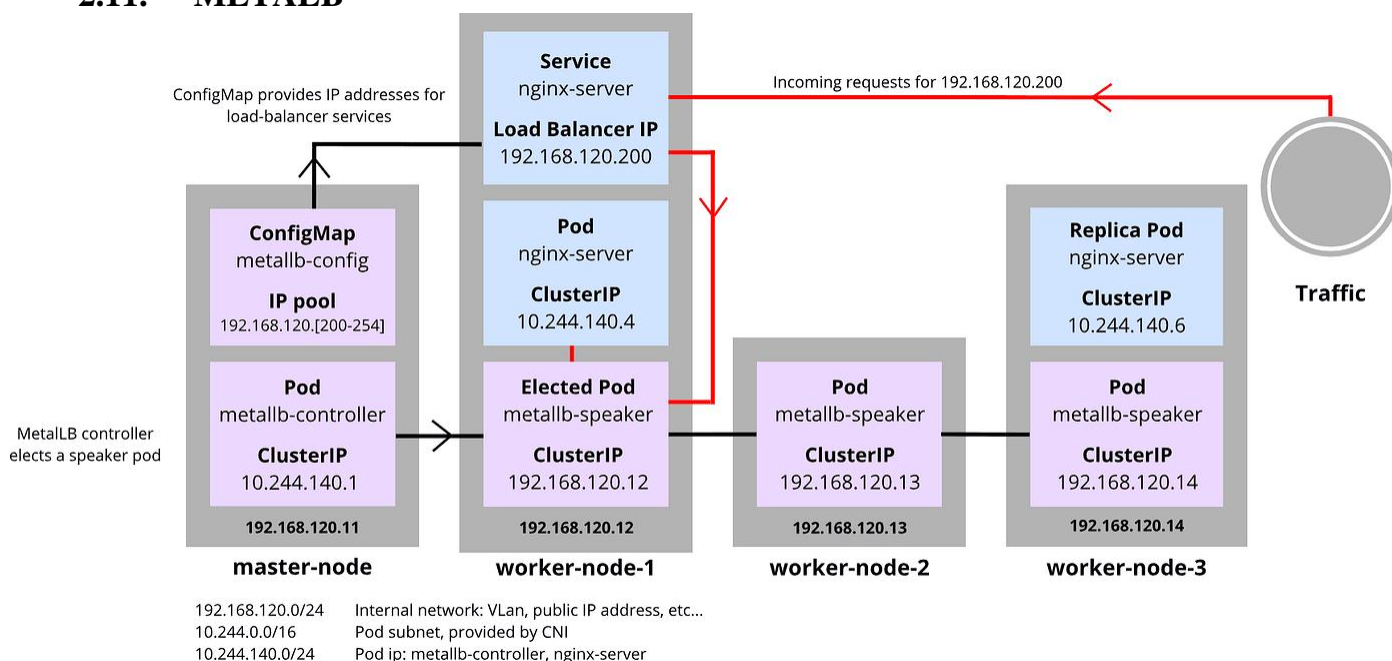 2.11. METALB
ConfigMap provides IP addresses for
load-balancer services
Service
nginx-server
Load Balancer IP
192.168.120.200
Incoming requests for 192.168.120.200
Traffic
ConfigMap
metallb-config
IP pool
192.168.120.[200-254]
Pod
nginx-server
ClusterIP
10.244.140.4
Replica Pod
nginx-server
ClusterIP
10.244.140.6
MetalLB controller
elects a speaker pod
Pod
metallb-controller
ClusterIP
10.244.140.1
192.168.120.11
master-node
Elected Pod
metallb-speaker
ClusterIP
192.168.120.12
192.168.120.12
worker-node-1
Pod
metallb-speaker
ClusterIP
192.168.120.13
192.168.120.13
worker-node-2
Pod
metallb-speaker
ClusterIP
192.168.120.14
192.168.120.14
worker-node-3
192.168.120.0/24 Internal network: VLan, public IP address, etc...
10.244.0.0/16 Pod subnet, provided by CNI
10.244.140.0/24 Pod ip: metallb-controller, nginx-server